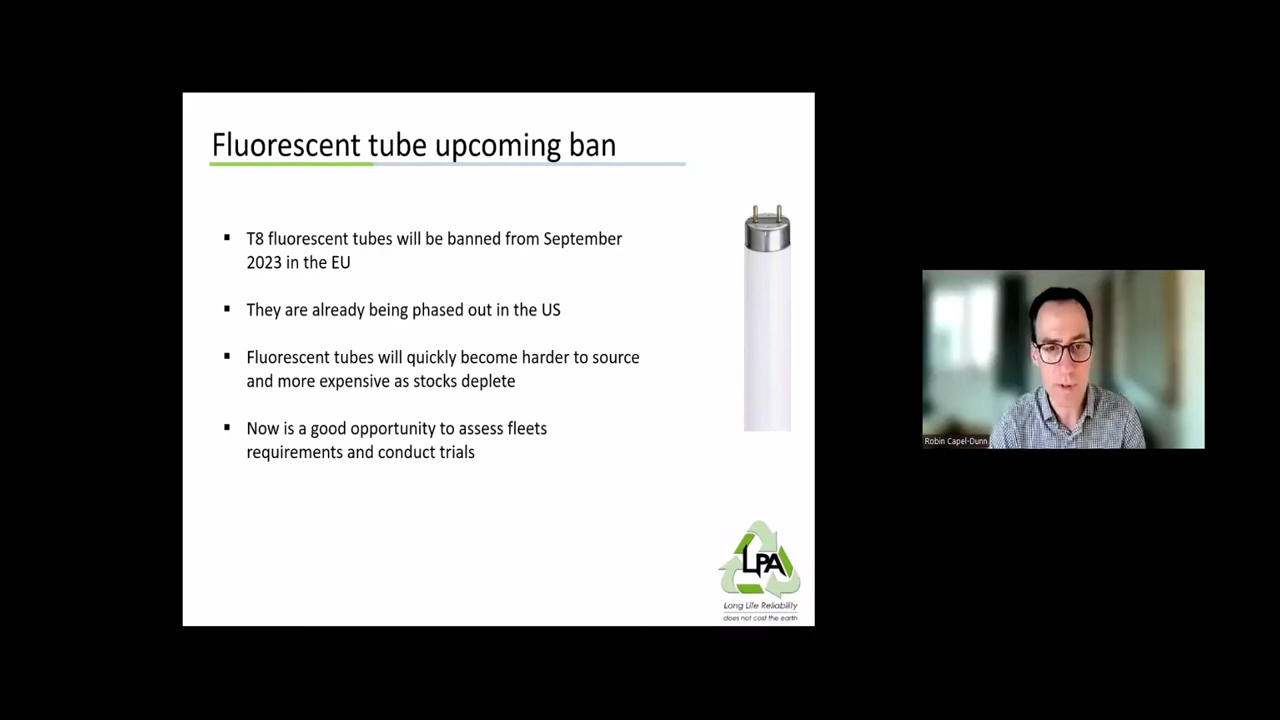 Fluorescent tube upcoming ban
▪ T8 fluorescent tubes will be banned from September
2023 in the EU
▪ They are already being phased out in the US
▪ Fluorescent tubes will quickly become harder to source
and more expensive as stocks deplete
▪ Now is a good opportunity to assess fleets
requirements and conduct trials
LPA
Long Life Reliability
does not cost the earth
Robin Capel-Dunn